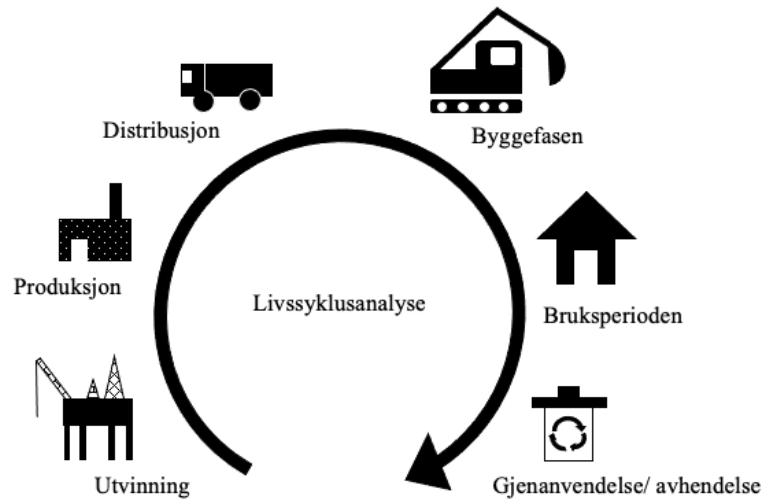 Distribusjon
Byggefasen
Produksjon
Livssyklusanalyse
Bruksperioden
Utvinning
Gjenanvendelse/ avhendelse